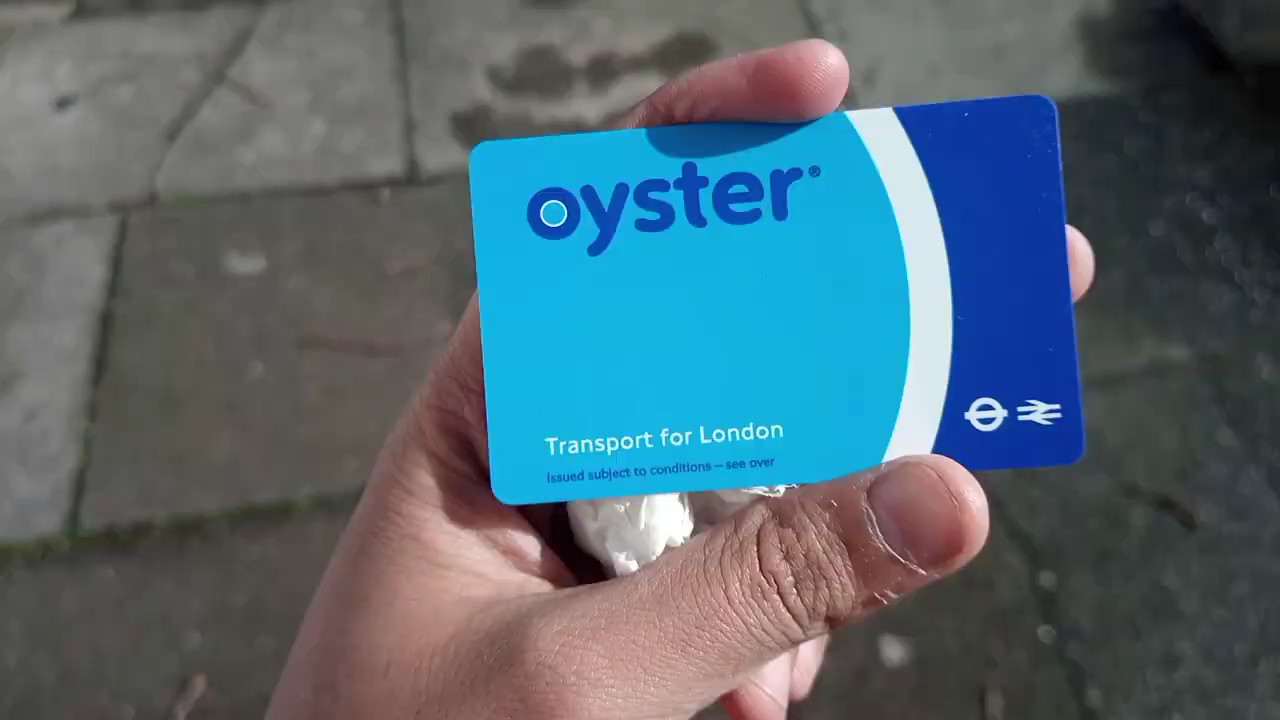 oyster®
Transport for London
Issued subject to conditions – see over